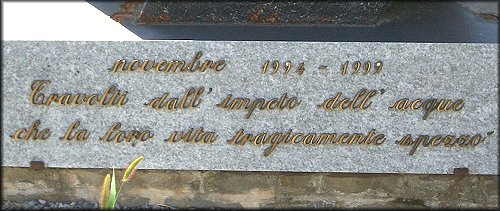 novembre 1994 - 1999
Travolti dall' impeto dell' acque
che la loro vita tragicamente spezzò